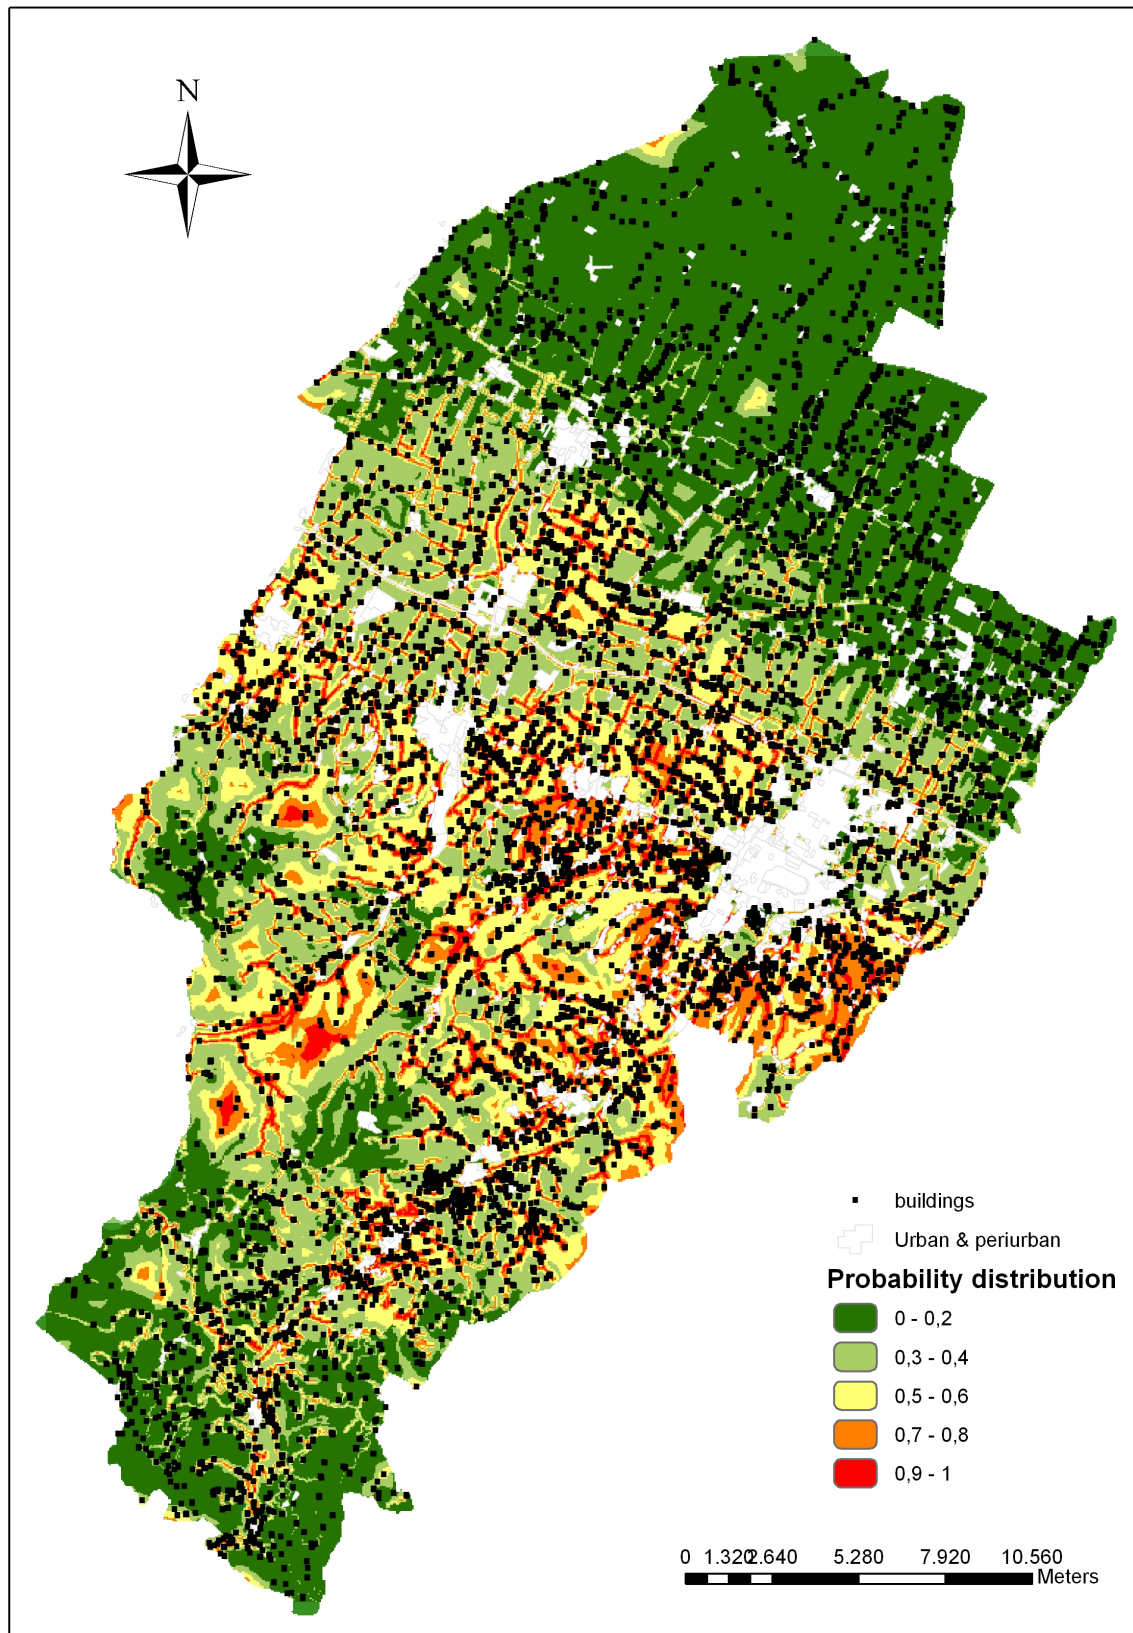 N
buildings
Urban & periurban
Probability distribution
0 - 0,2
0,3 - 0,4
0,5 - 0,6
0,7 - 0,8
0,9 - 1
0 1.320 2.640 5.280 7.920 10.560
Meters